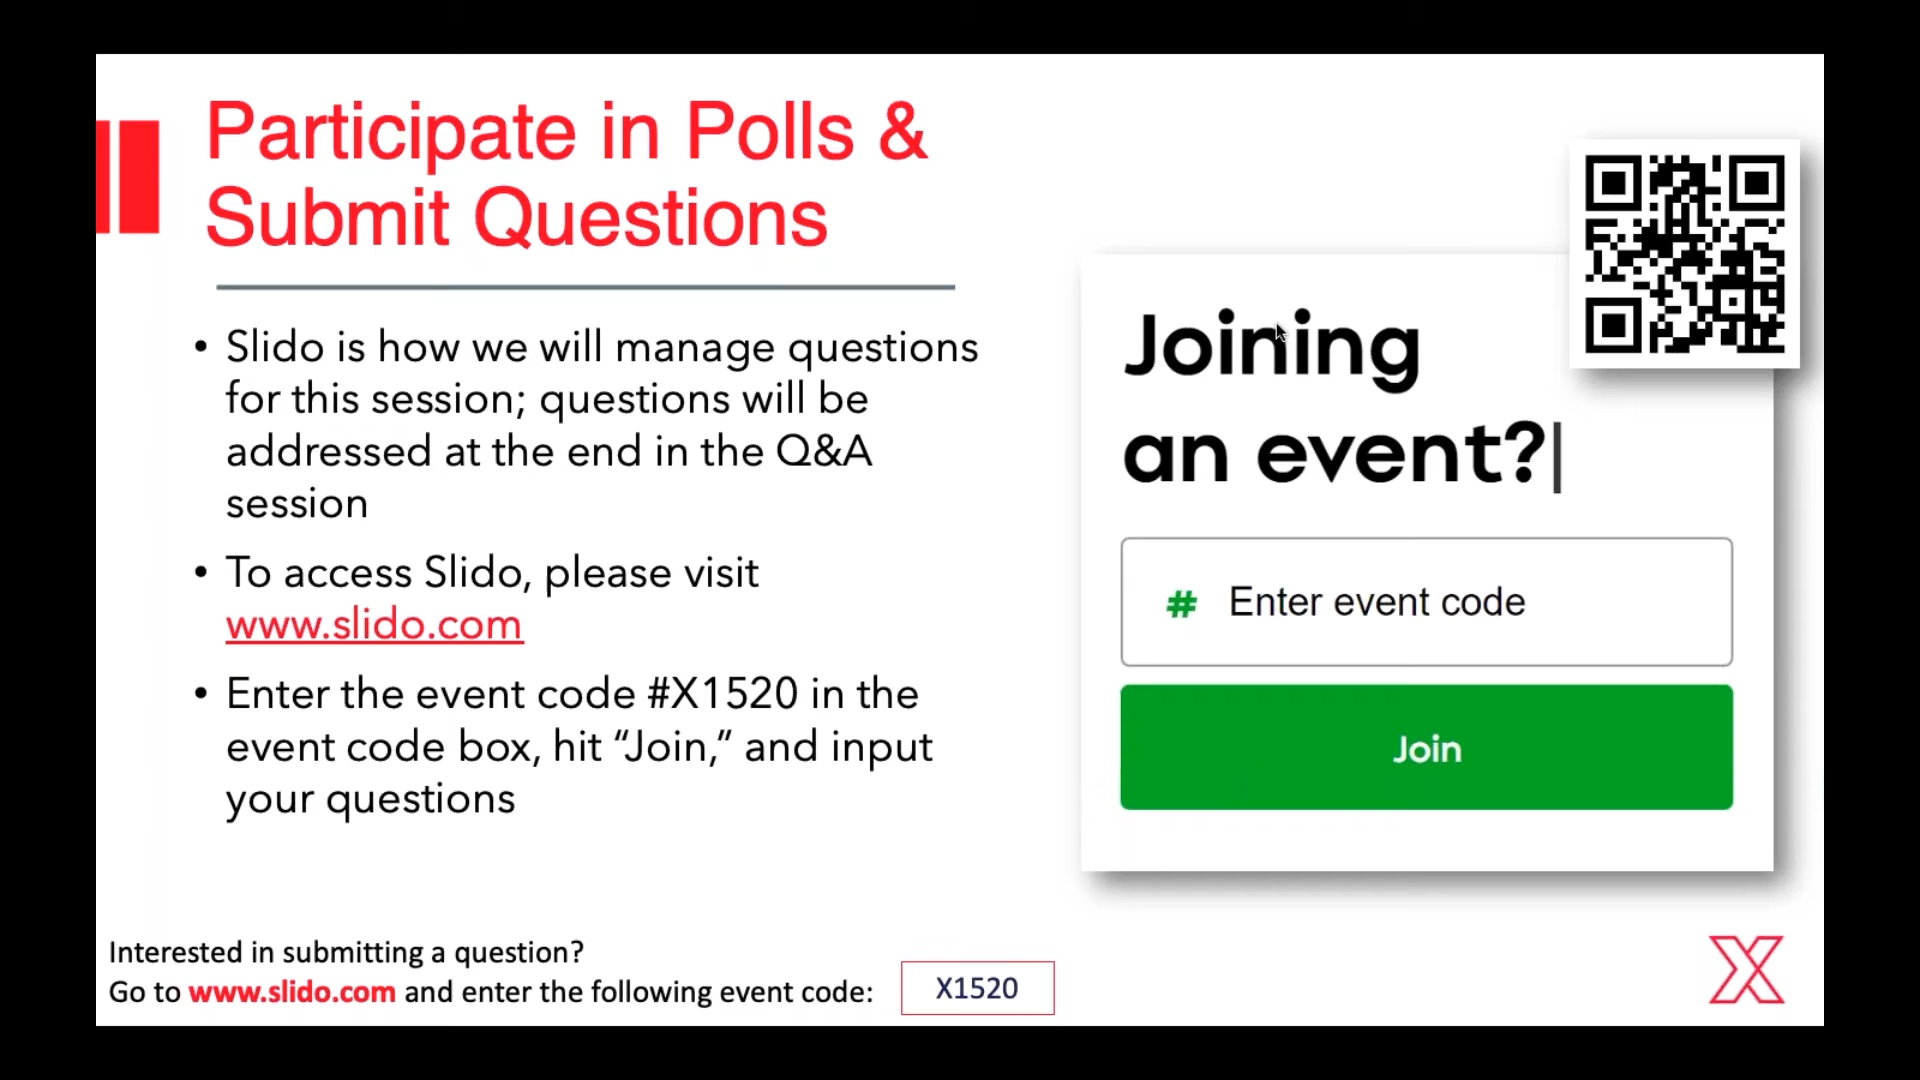 Participate in Polls &
Submit Questions
• Slido is how we will manage questions
for this session; questions will be
addressed at the end in the Q&A
session
• To access Slido, please visit
www.slido.com
• Enter the event code #X1520 in the
event code box, hit “Join,” and input
your questions
Joining
an event?|
# Enter event code
Join
Interested in submitting a question?
Go to www.slido.com and enter the following event code:
X1520
X